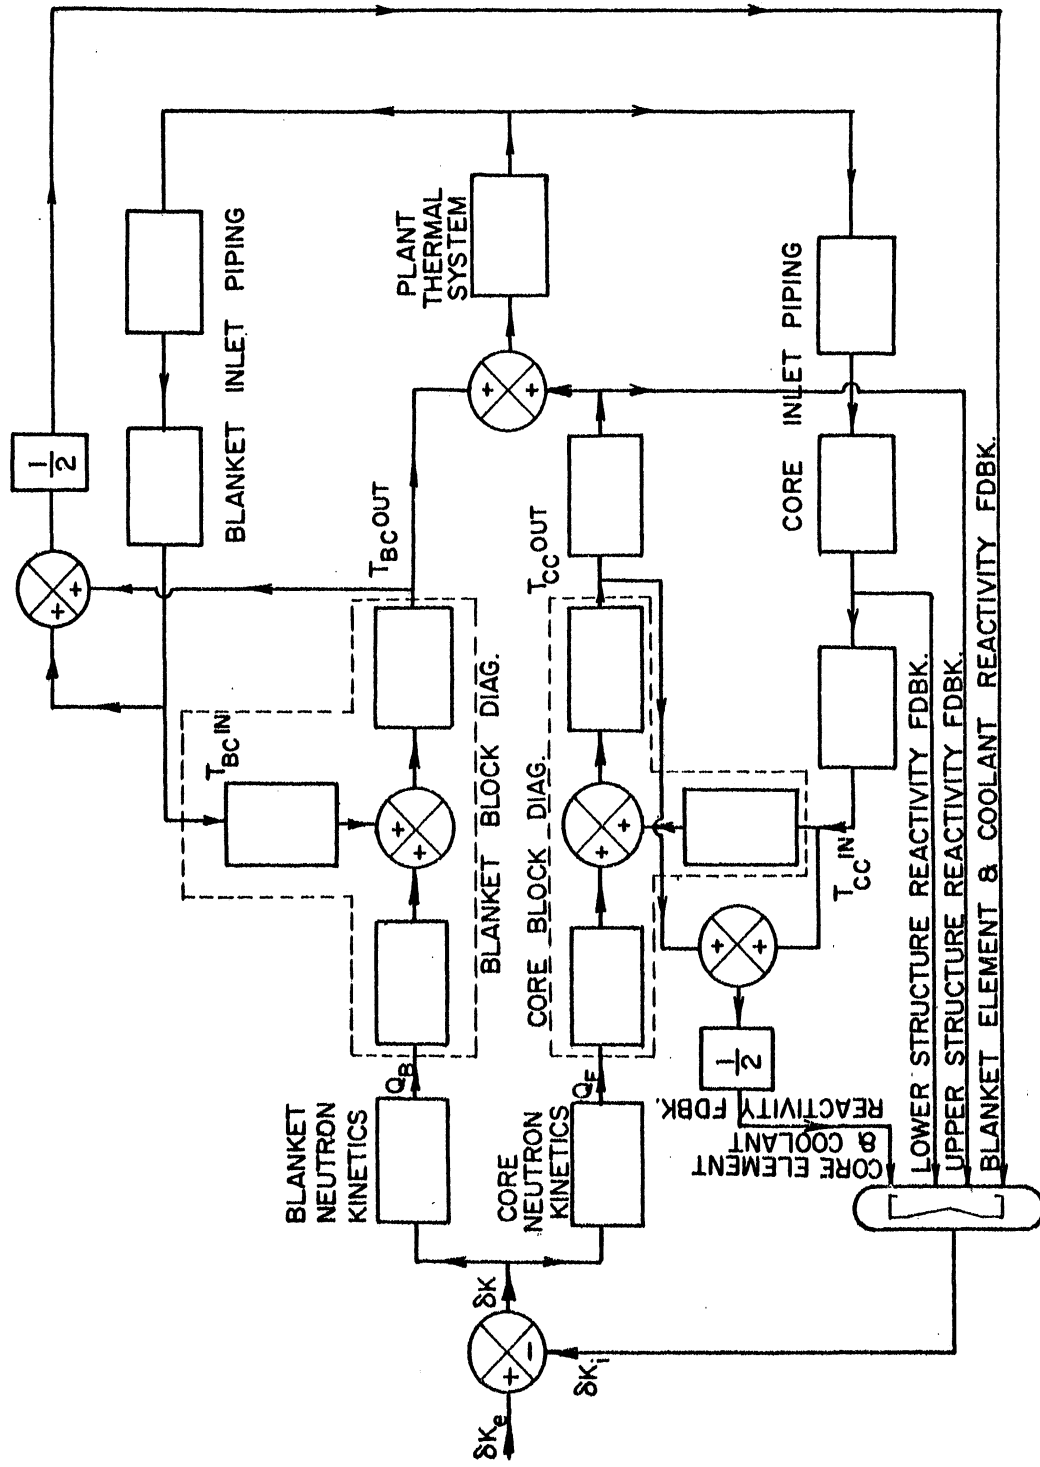 δKₑ
+
−
δKᵢ
δK
BLANKET
NEUTRON
KINETICS
CORE
NEUTRON
KINETICS
Q_B
Q_F
BLANKET BLOCK DIAG.
CORE BLOCK DIAG.
T_BC IN
+
+
T_BC OUT
+
+
T_CC OUT
T_CC IN
+
+
1/2
CORE ELEMENT
& COOLANT
REACTIVITY FDBK.
+
+
1/2
BLANKET INLET PIPING
+
+
PLANT
THERMAL
SYSTEM
CORE INLET PIPING
LOWER STRUCTURE REACTIVITY FDBK.
UPPER STRUCTURE REACTIVITY FDBK.
BLANKET ELEMENT & COOLANT REACTIVITY FDBK.
Σ